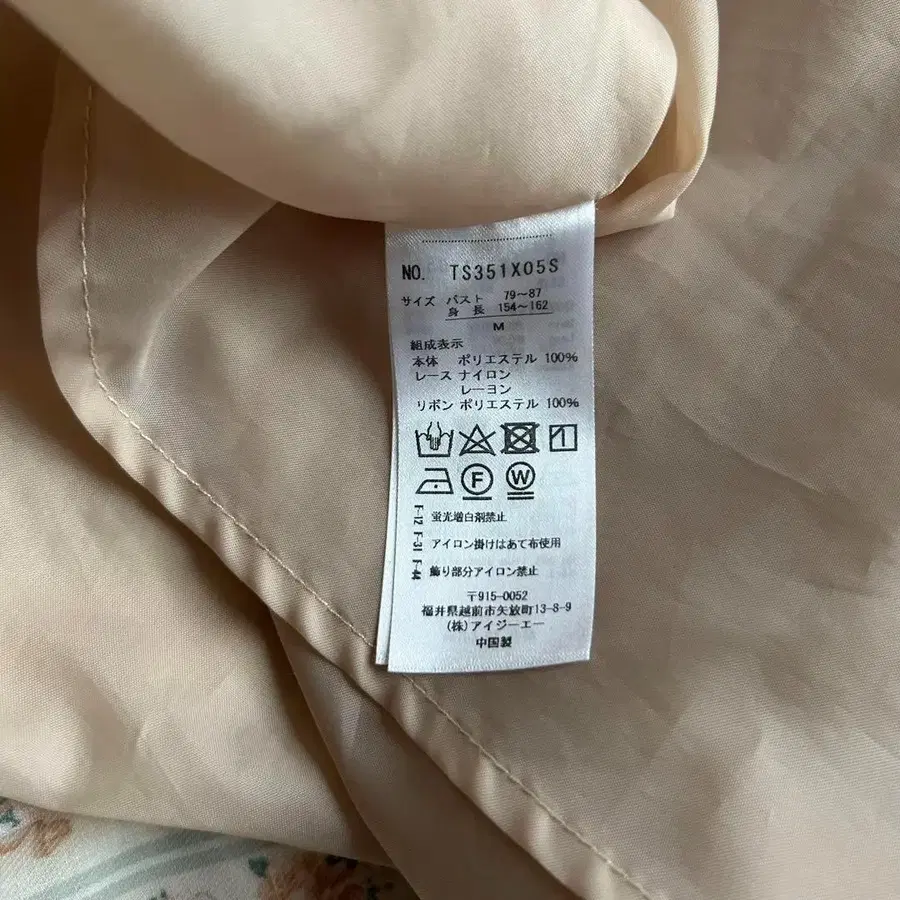 NO. TS351X05S
サイズ バスト 79～87
身長 154～162
M
組成表示
本体 ポリエステル 100%
レース ナイロン
レーヨン
リボン ポリエステル 100%
F W
F-12 蛍光増白剤禁止
F-31 アイロン掛けはあて布使用
F-44 飾り部分アイロン禁止
〒915-0052
福井県越前市矢放町13-8-9
(株)アイジーエー
中国製